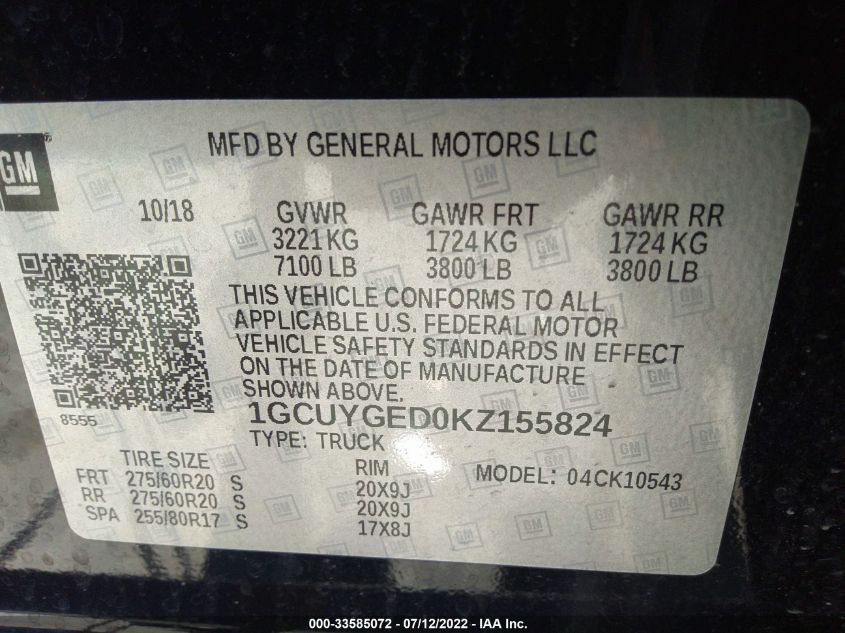 GM
MFD BY GENERAL MOTORS LLC
10/18 GVWR GAWR FRT GAWR RR
3221 KG 1724 KG 1724 KG
7100 LB 3800 LB 3800 LB
THIS VEHICLE CONFORMS TO ALL
APPLICABLE U.S. FEDERAL MOTOR
VEHICLE SAFETY STANDARDS IN EFFECT
ON THE DATE OF MANUFACTURE
SHOWN ABOVE.
8555
1GCUYGED0KZ155824
TYPE: TRUCK
TIRE SIZE RIM MODEL: 04CK10543
FRT 275/60R20 S 20X9J
RR 275/60R20 S 20X9J
SPA 255/80R17 S 17X8J
000-33585072 - 07/12/2022 - IAA Inc.